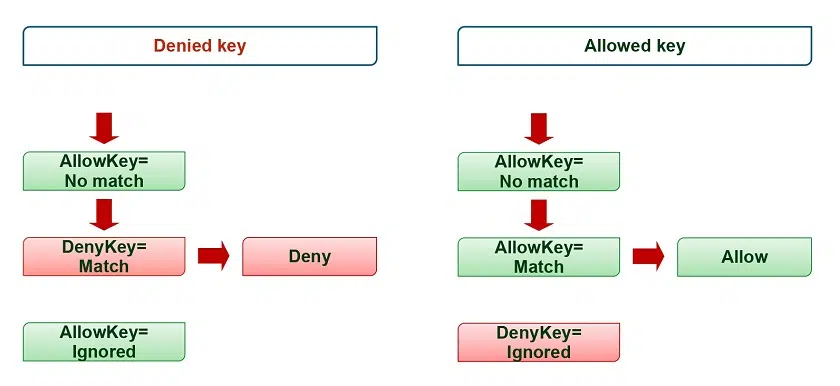 Denied key
AllowKey=
No match
DenyKey=
Match
Deny
AllowKey=
Ignored
Allowed key
AllowKey=
No match
AllowKey=
Match
Allow
DenyKey=
Ignored